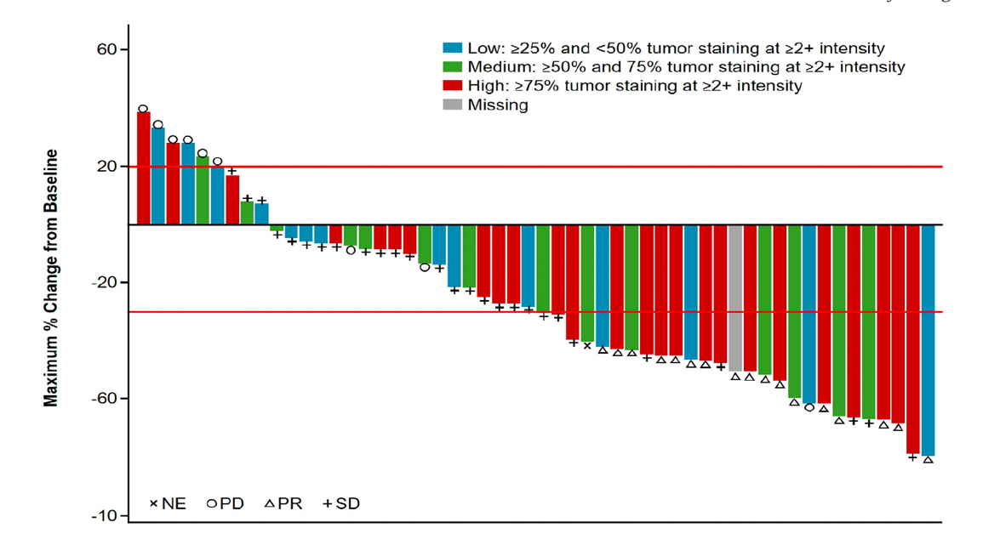 60
20
-20
-60
-10
Maximum % Change from Baseline
Low: ≥25% and <50% tumor staining at ≥2+ intensity
Medium: ≥50% and 75% tumor staining at ≥2+ intensity
High: ≥75% tumor staining at ≥2+ intensity
Missing
× NE ○ PD △ PR + SD